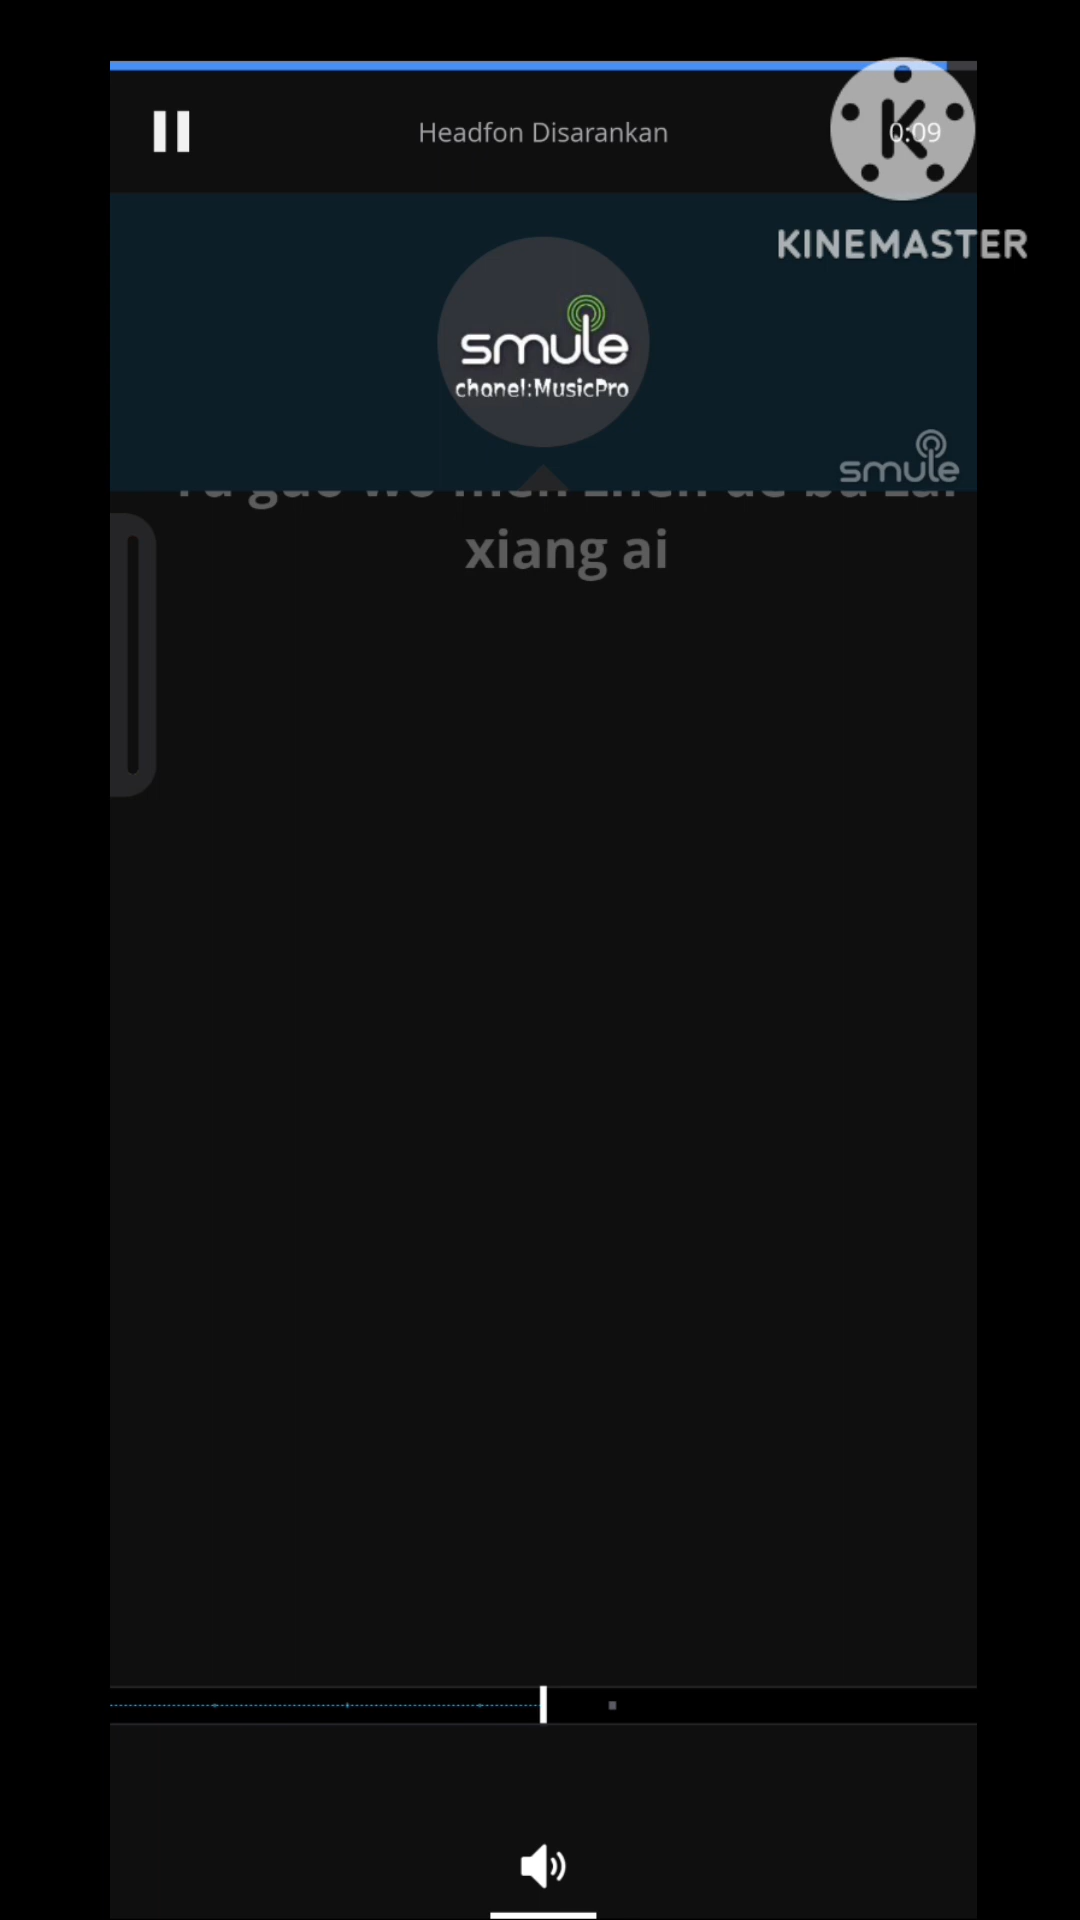 Headfon Disarankan
0:09
KINEMASTER
smule
chanel:MusicPro
smule
xiang ai